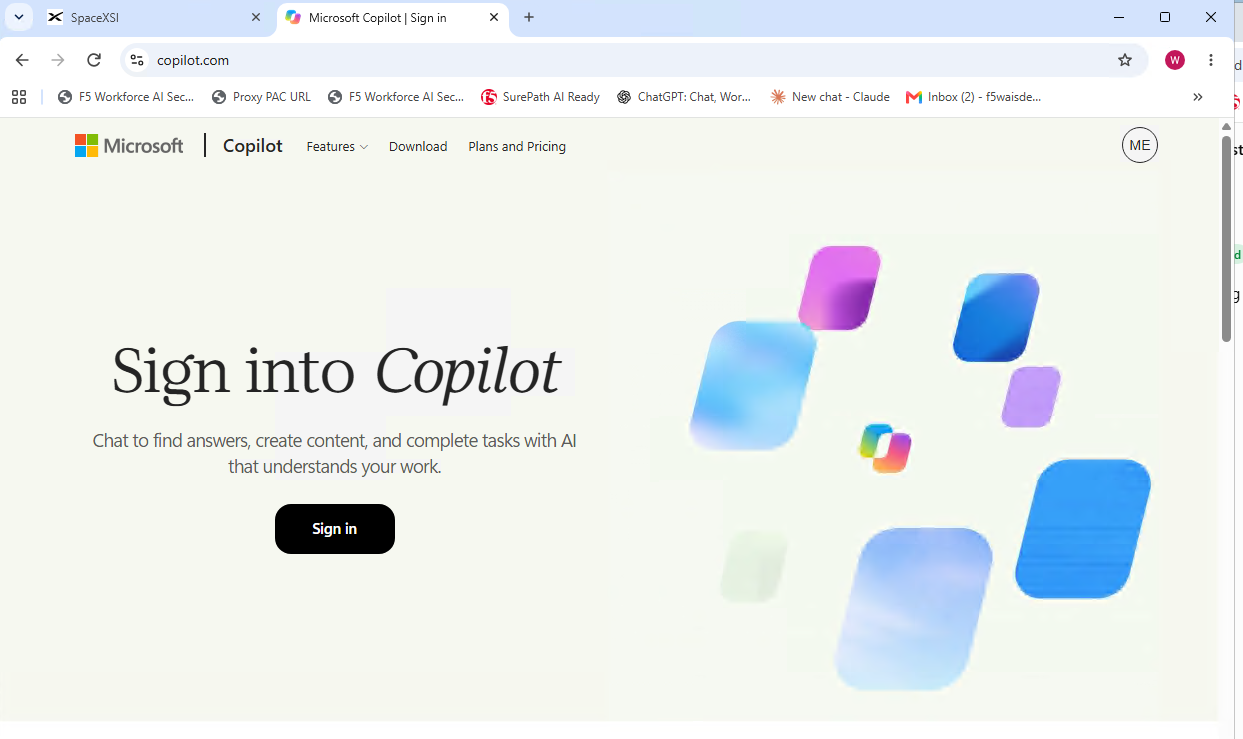 SpaceXSI
Microsoft Copilot | Sign in
copilot.com
W
F5 Workforce AI Sec...
Proxy PAC URL
F5 Workforce AI Sec...
SurePath AI Ready
ChatGPT: Chat, Wor...
New chat - Claude
Inbox (2) - f5waisde...
Microsoft
Copilot
Features
Download
Plans and Pricing
ME
Sign into Copilot
Chat to find answers, create content, and complete tasks with AI
that understands your work.
Sign in